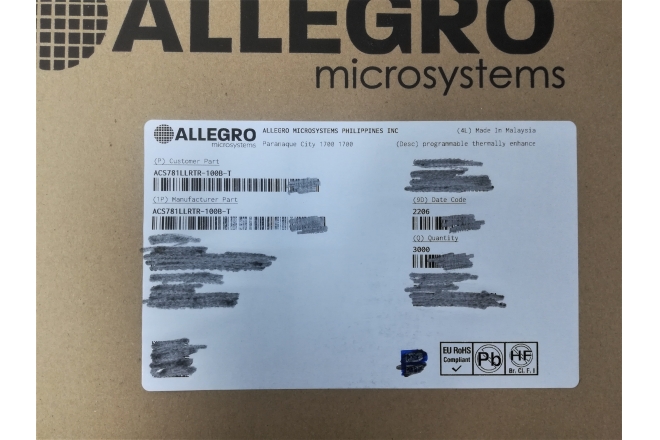 ALLEGRO
microsystems
ALLEGRO
microsystems
ALLEGRO MICROSYSTEMS PHILIPPINES INC
(4L) Made In Malaysia
Paranaque City 1700 1700
(Desc) programmable thermally enhance
(P) Customer Part
ACS781LLRTR-100B-T
(1P) Manufacturer Part
(9D) Date Code
ACS781LLRTR-100B-T
2206
(Q) Quantity
3000
EU RoHS
Compliant
Pb
HF
Br. Cl. F. I